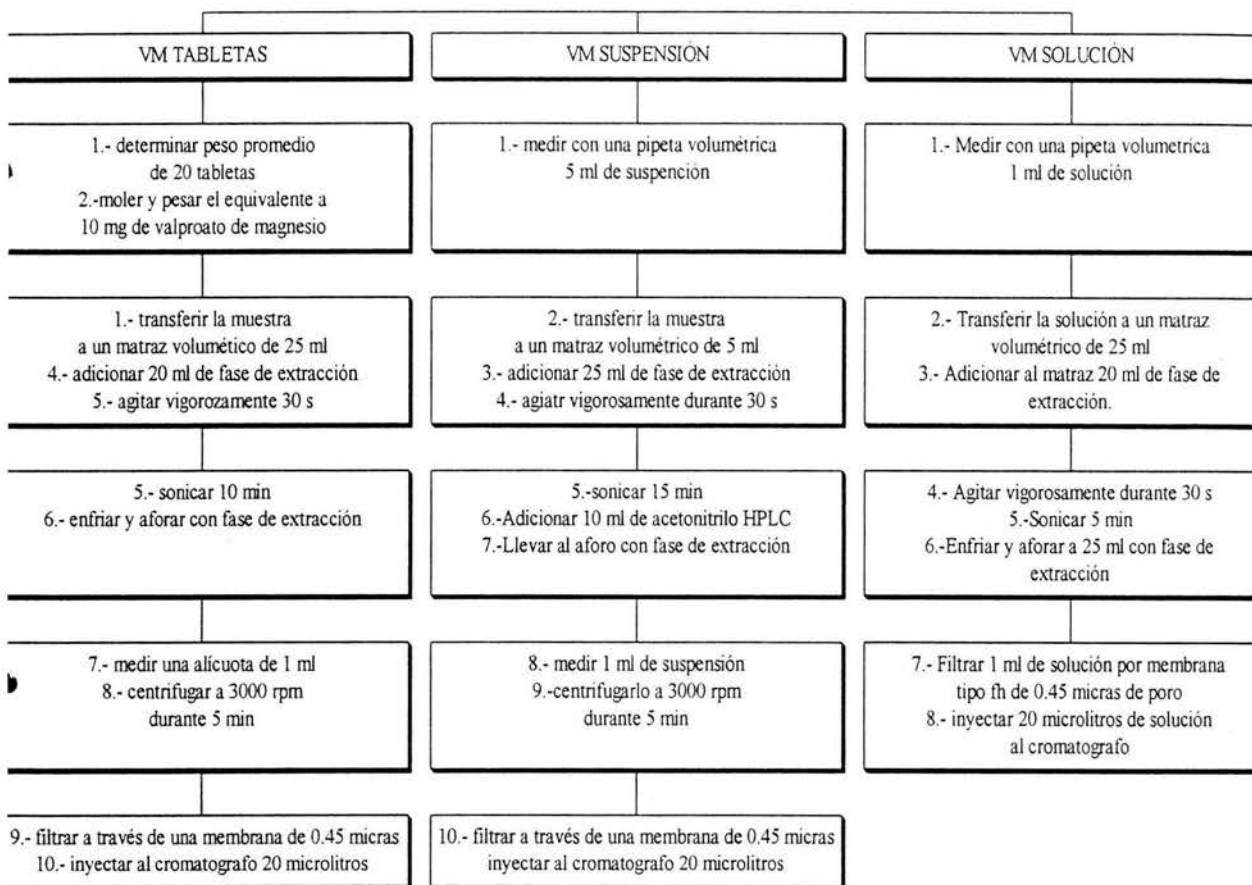 VM TABLETAS
VM SUSPENSIÓN
VM SOLUCIÓN
1.- determinar peso promedio
de 20 tabletas
2.-moler y pesar el equivalente a
10 mg de valproato de magnesio
1.- medir con una pipeta volumétrica
5 ml de suspención
1.- Medir con una pipeta volumetrica
1 ml de solución
1.- transferir la muestra
a un matraz volumético de 25 ml
4.- adicionar 20 ml de fase de extracción
5.- agitar vigorozamente 30 s
2.- transferir la muestra
a un matraz volumétrico de 5 ml
3.- adicionar 25 ml de fase de extracción
4.- agiatr vigorosamente durante 30 s
2.- Transferir la solución a un matraz
volumétrico de 25 ml
3.- Adicionar al matraz 20 ml de fase de
extracción.
5.- sonicar 10 min
6.- enfriar y aforar con fase de extracción
5.-sonicar 15 min
6.-Adicionar 10 ml de acetonitrilo HPLC
7.-Llevar al aforo con fase de extracción
4.- Agitar vigorosamente durante 30 s
5.-Sonicar 5 min
6.-Enfriar y aforar a 25 ml con fase de
extracción
7.- medir una alícuota de 1 ml
8.- centrifugar a 3000 rpm
durante 5 min
8.- medir 1 ml de suspensión
9.-centrifugarlo a 3000 rpm
durante 5 min
7.- Filtrar 1 ml de solución por membrana
tipo fh de 0.45 micras de poro
8.- inyectar 20 microlitros de solución
al cromatografo
9.- filtrar a través de una membrana de 0.45 micras
10.- inyectar al cromatografo 20 microlitros
10.- filtrar a través de una membrana de 0.45 micras
inyectar al cromatografo 20 microlitros